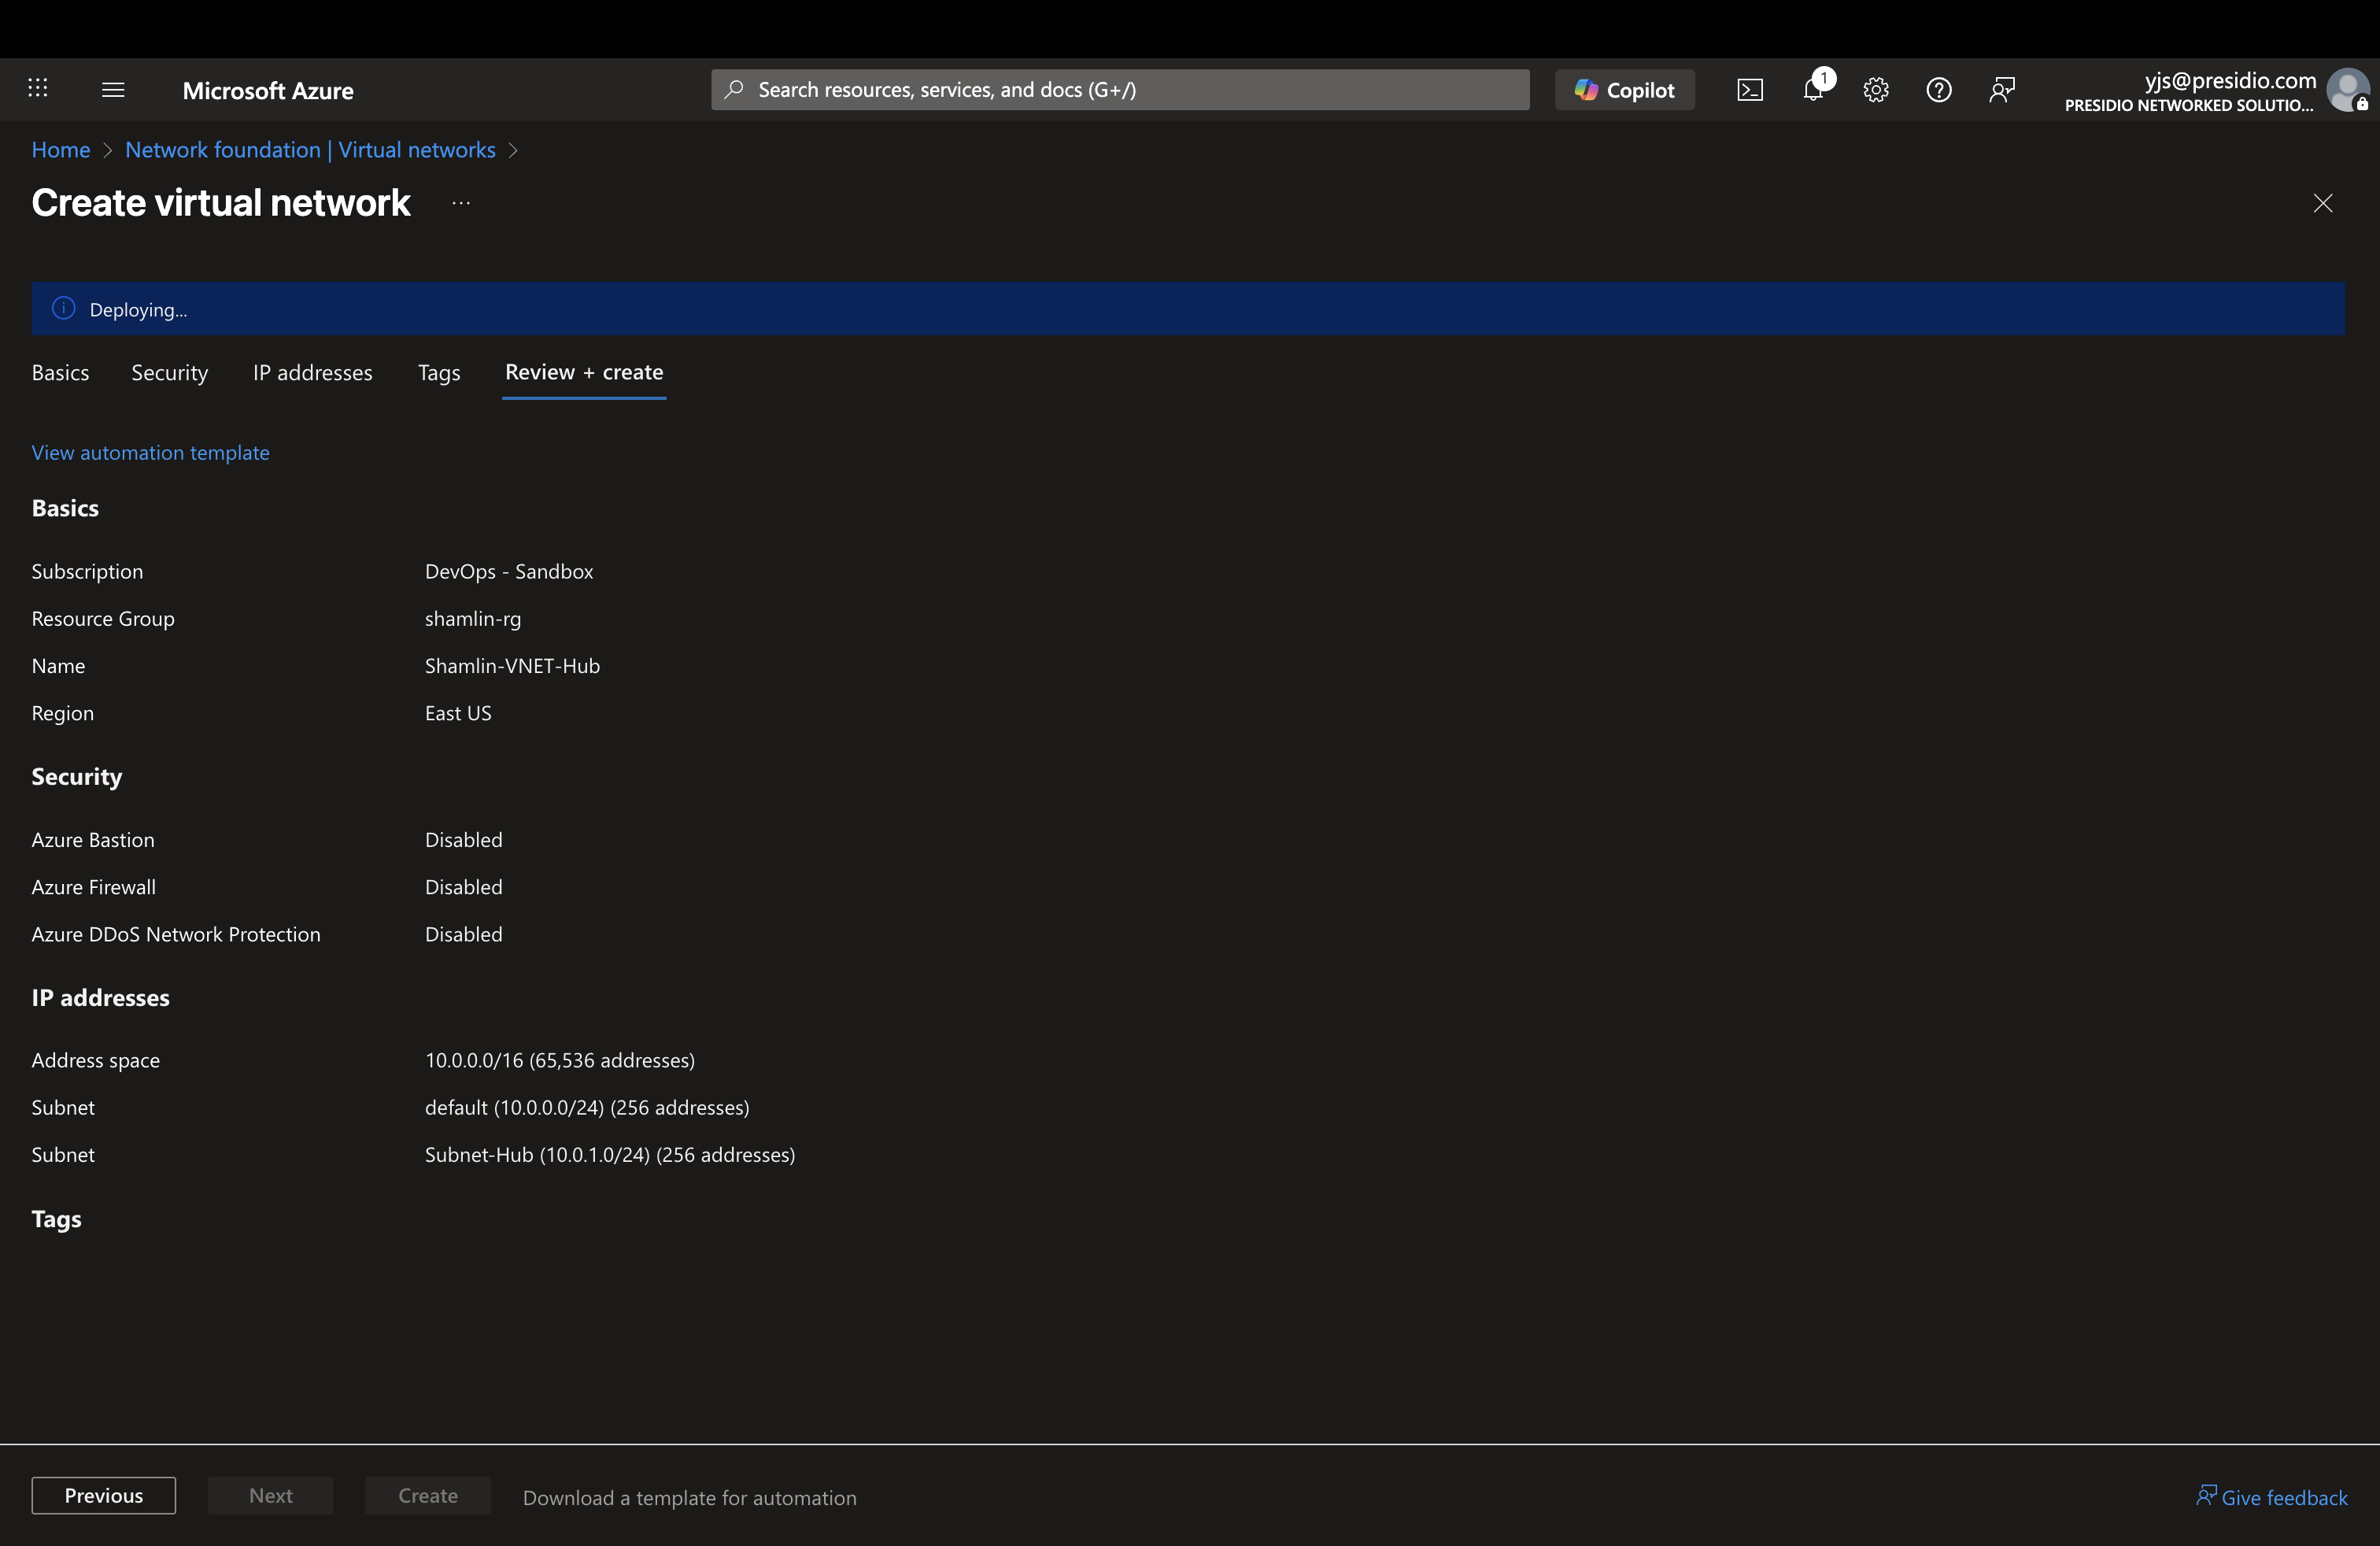 Microsoft Azure
Search resources, services, and docs (G+/)
Copilot
1
yjs@presidio.com
PRESIDIO NETWORKED SOLUTIO...
Home > Network foundation | Virtual networks >
Create virtual network ...
Deploying...
Basics Security IP addresses Tags Review + create
View automation template
Basics
Subscription DevOps - Sandbox
Resource Group shamlin-rg
Name Shamlin-VNET-Hub
Region East US
Security
Azure Bastion Disabled
Azure Firewall Disabled
Azure DDoS Network Protection Disabled
IP addresses
Address space 10.0.0.0/16 (65,536 addresses)
Subnet default (10.0.0.0/24) (256 addresses)
Subnet Subnet-Hub (10.0.1.0/24) (256 addresses)
Tags
Previous Next Create Download a template for automation Give feedback